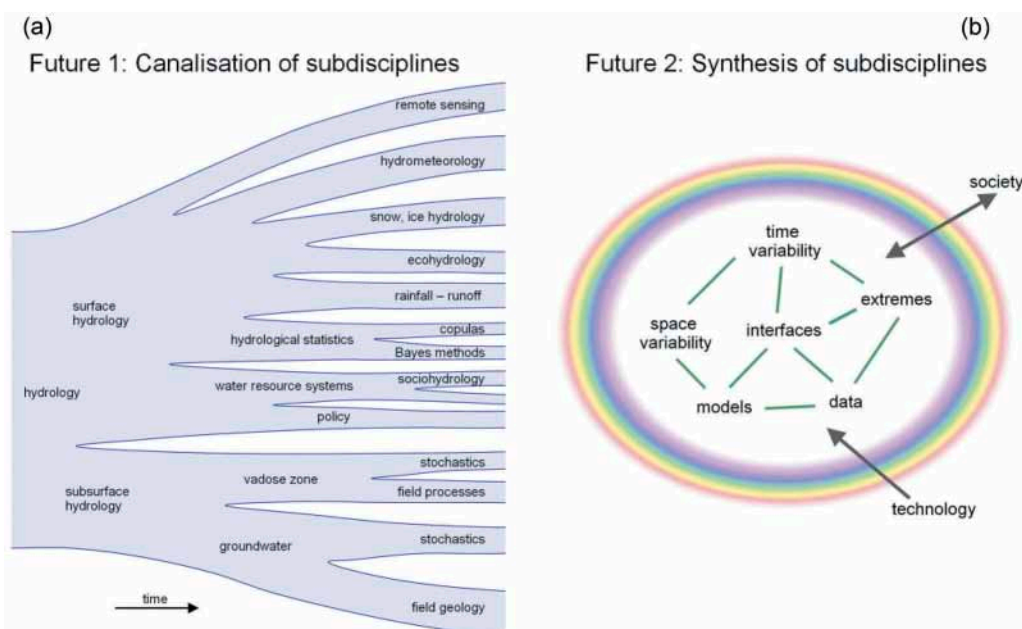 (a)
Future 1: Canalisation of subdisciplines
remote sensing
hydrometeorology
snow, ice hydrology
ecohydrology
rainfall – runoff
surface
hydrology
copulas
hydrological statistics
Bayes methods
hydrology
water resource systems
sociohydrology
policy
stochastics
vadose zone
subsurface
hydrology
field processes
stochastics
groundwater
field geology
time
(b)
Future 2: Synthesis of subdisciplines
society
time
variability
extremes
space
variability
interfaces
models
data
technology